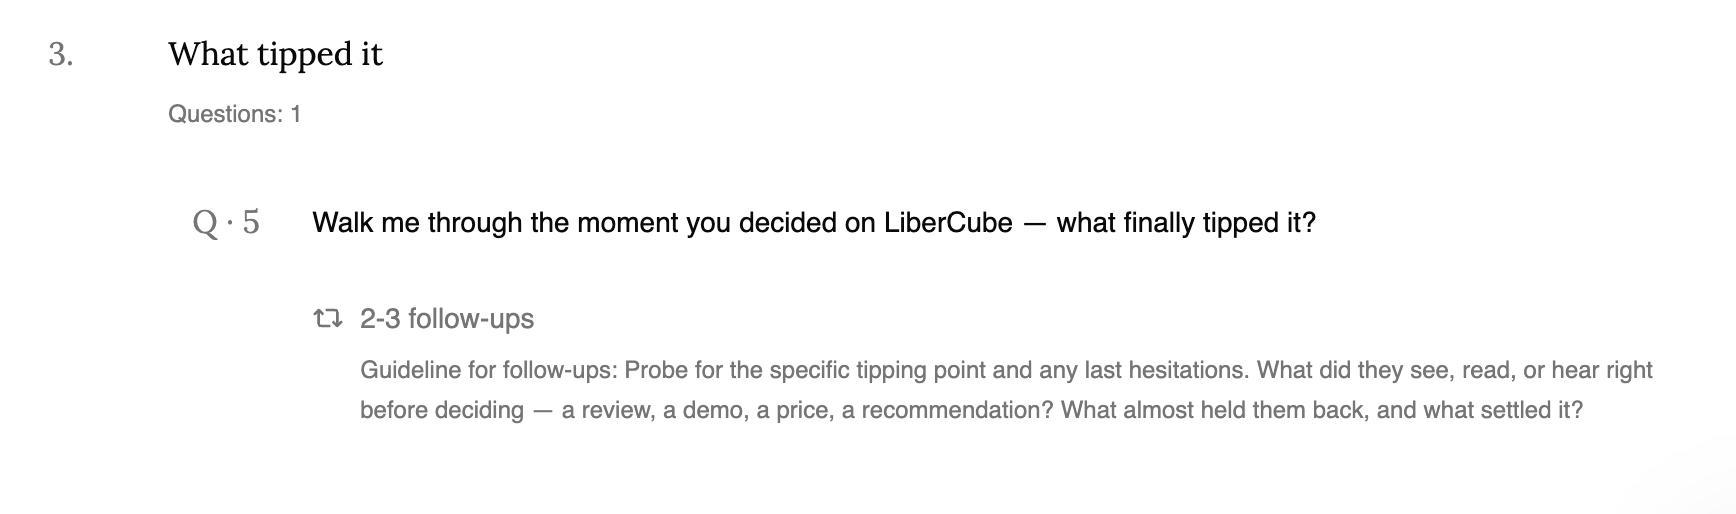 3.
What tipped it
Questions: 1
Q · 5
Walk me through the moment you decided on LiberCube — what finally tipped it?
2-3 follow-ups
Guideline for follow-ups: Probe for the specific tipping point and any last hesitations. What did they see, read, or hear right
before deciding — a review, a demo, a price, a recommendation? What almost held them back, and what settled it?